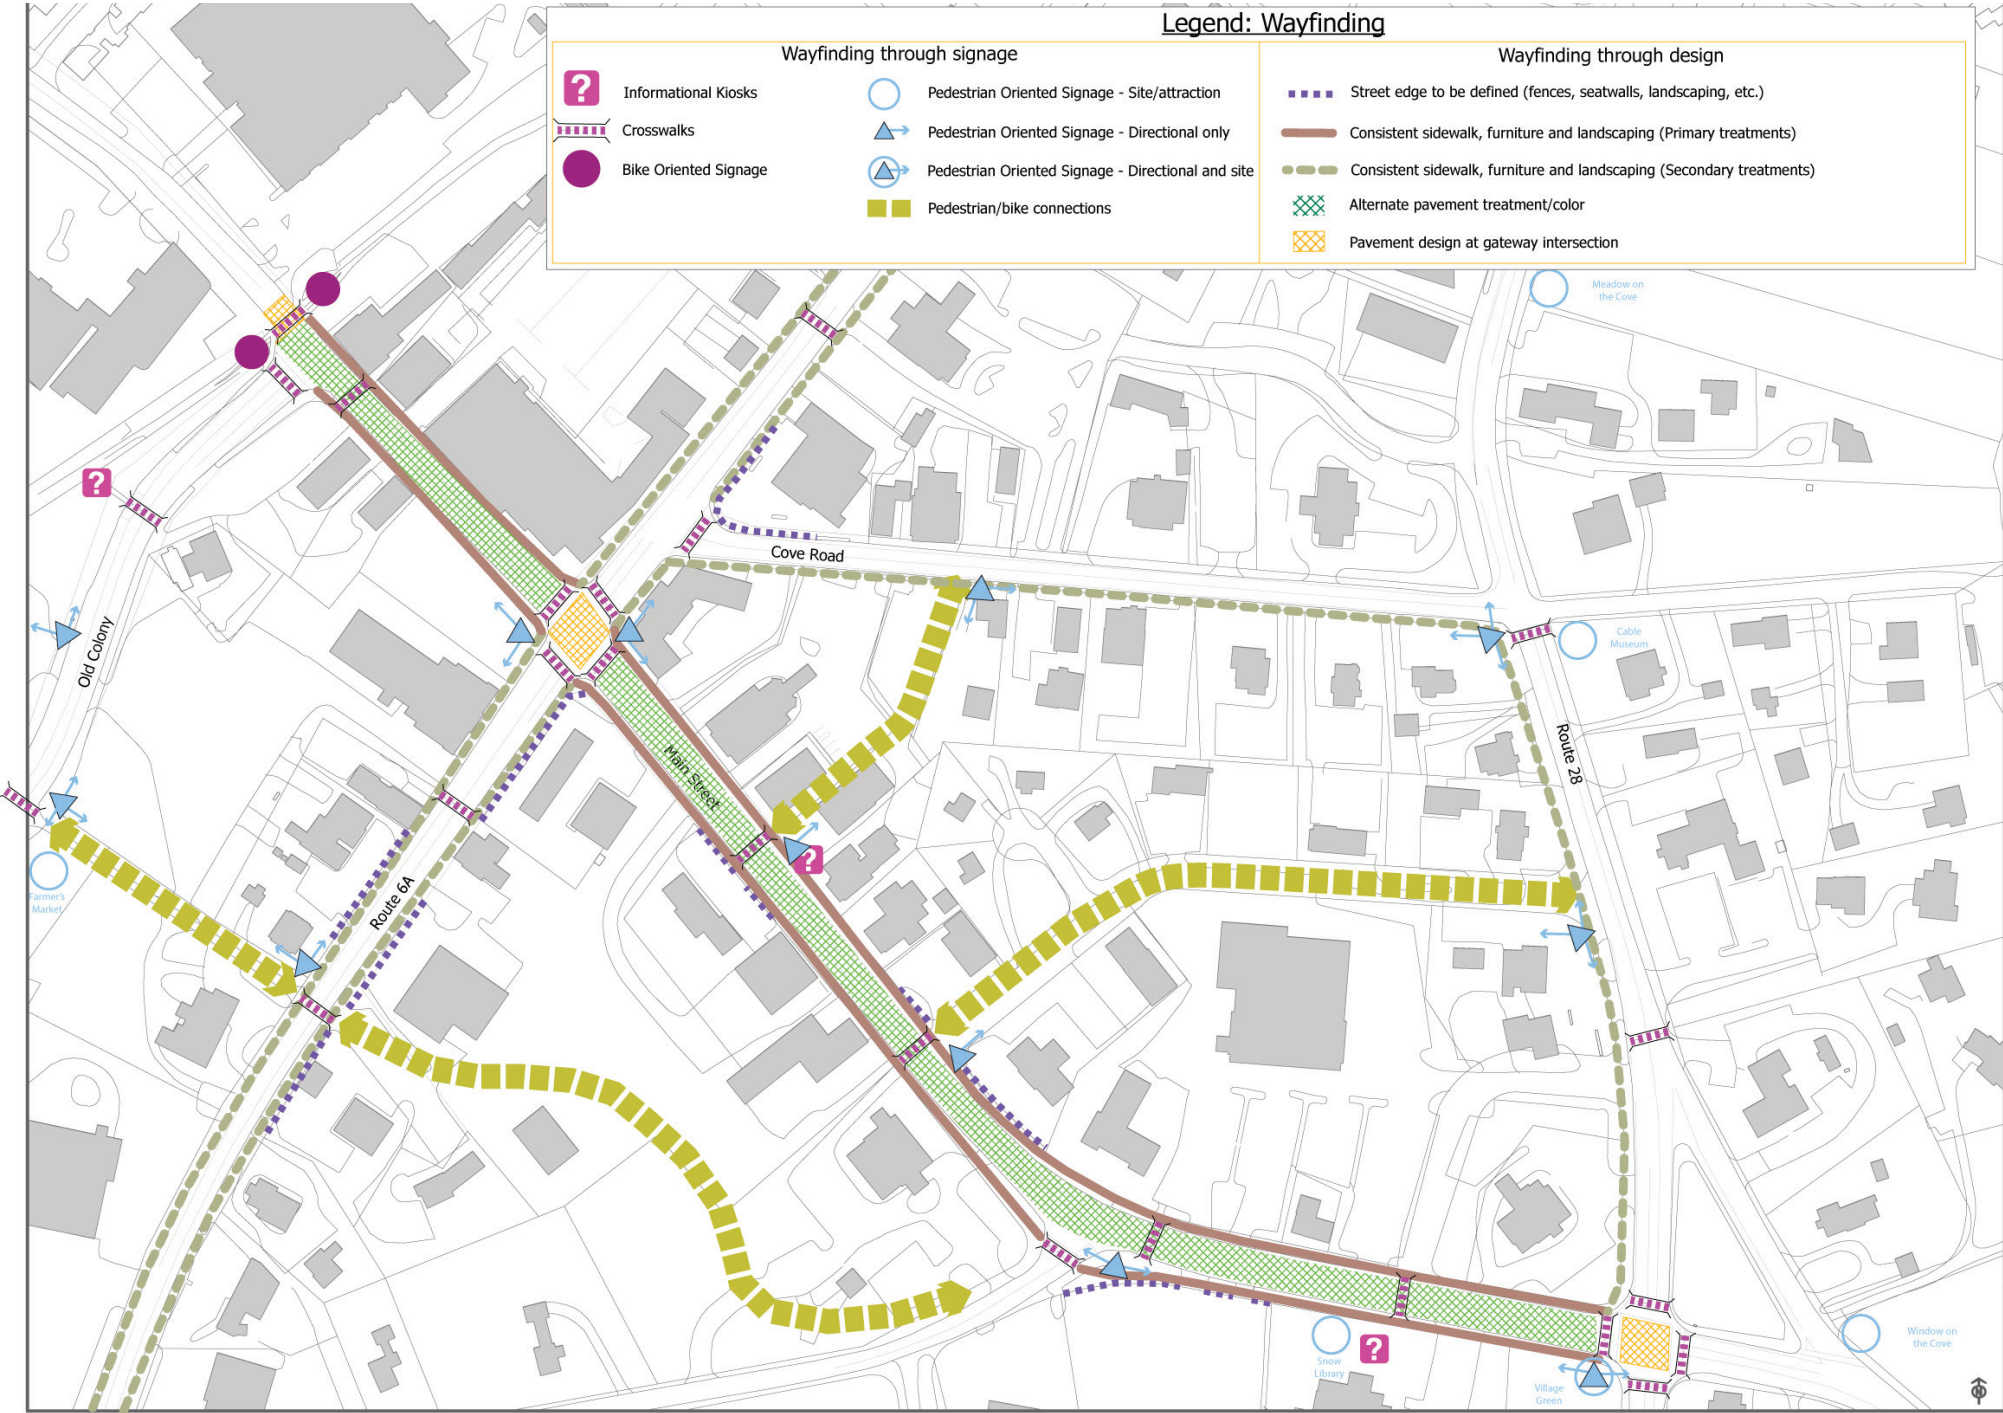 Legend: Wayfinding
Wayfinding through signage
Wayfinding through design
? Informational Kiosks
Crosswalks
Bike Oriented Signage
Pedestrian Oriented Signage - Site/attraction
Pedestrian Oriented Signage - Directional only
Pedestrian Oriented Signage - Directional and site
Pedestrian/bike connections
Street edge to be defined (fences, seatwalls, landscaping, etc.)
Consistent sidewalk, furniture and landscaping (Primary treatments)
Consistent sidewalk, furniture and landscaping (Secondary treatments)
Alternate pavement treatment/color
Pavement design at gateway intersection
Meadow on
the Cove
?
Cove Road
Old Colony
Cable
Museum
Main Street
Route 28
?
Farmer's
Market
Route 6A
Snow
Library
?
Village
Green
Window on
the Cove
N